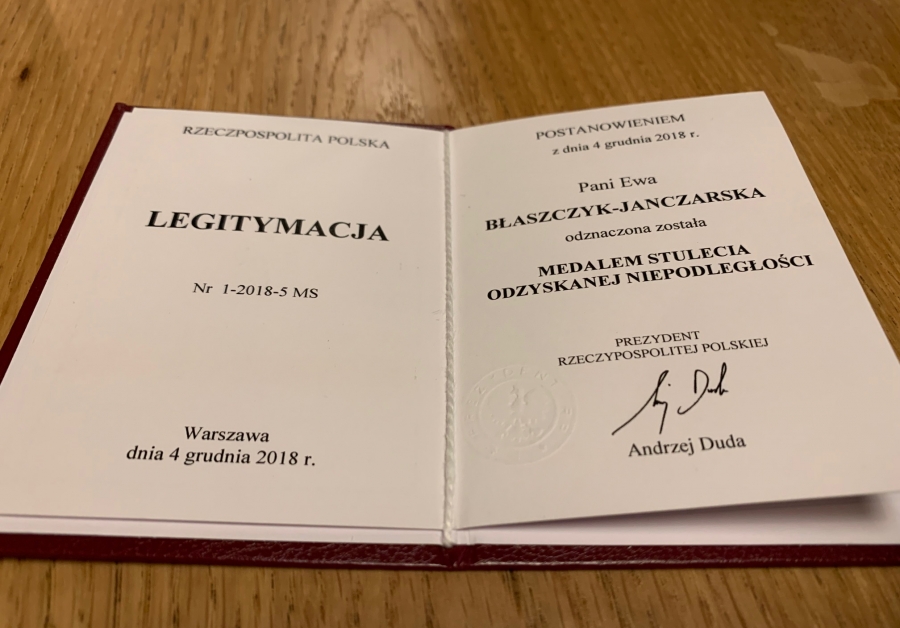 RZECZPOSPOLITA POLSKA
LEGITYMACJA
Nr 1-2018-5 MS
Warszawa
dnia 4 grudnia 2018 r.
POSTANOWIENIEM
z dnia 4 grudnia 2018 r.
Pani Ewa
BŁASZCZYK-JANCZARSKA
odznaczona została
MEDALEM STULECIA
ODZYSKANEJ NIEPODLEGŁOŚCI
PREZYDENT
RZECZYPOSPOLITEJ POLSKIEJ
Andrzej Duda